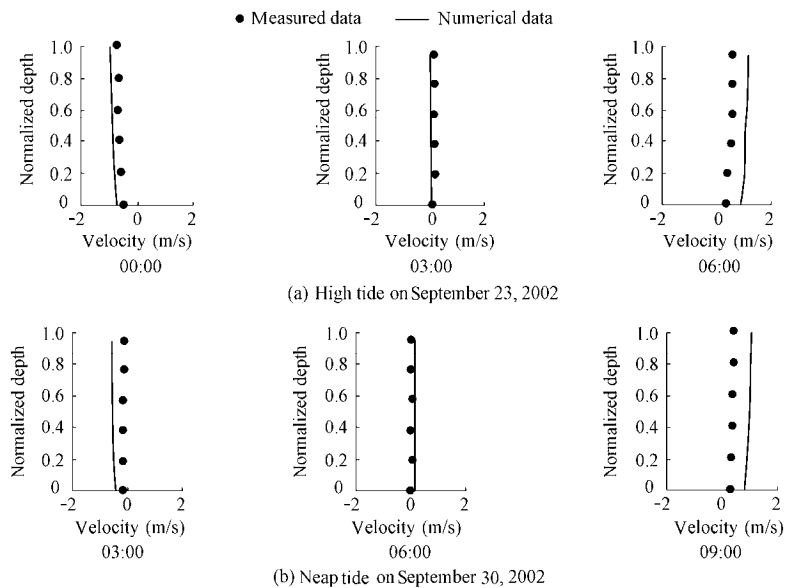 ● Measured data — Numerical data
1.0 1.0 1.0
0.8 0.8 0.8
0.6 0.6 0.6
0.4 0.4 0.4
0.2 0.2 0.2
0 0 0
Normalized depth Normalized depth Normalized depth
−2 0 2 −2 0 2 −2 0 2
Velocity (m/s) Velocity (m/s) Velocity (m/s)
00:00 03:00 06:00
(a) High tide on September 23, 2002
1.0 1.0 1.0
0.8 0.8 0.8
0.6 0.6 0.6
0.4 0.4 0.4
0.2 0.2 0.2
0 0 0
Normalized depth Normalized depth Normalized depth
−2 0 2 −2 0 2 −2 0 2
Velocity (m/s) Velocity (m/s) Velocity (m/s)
03:00 06:00 09:00
(b) Neap tide on September 30, 2002